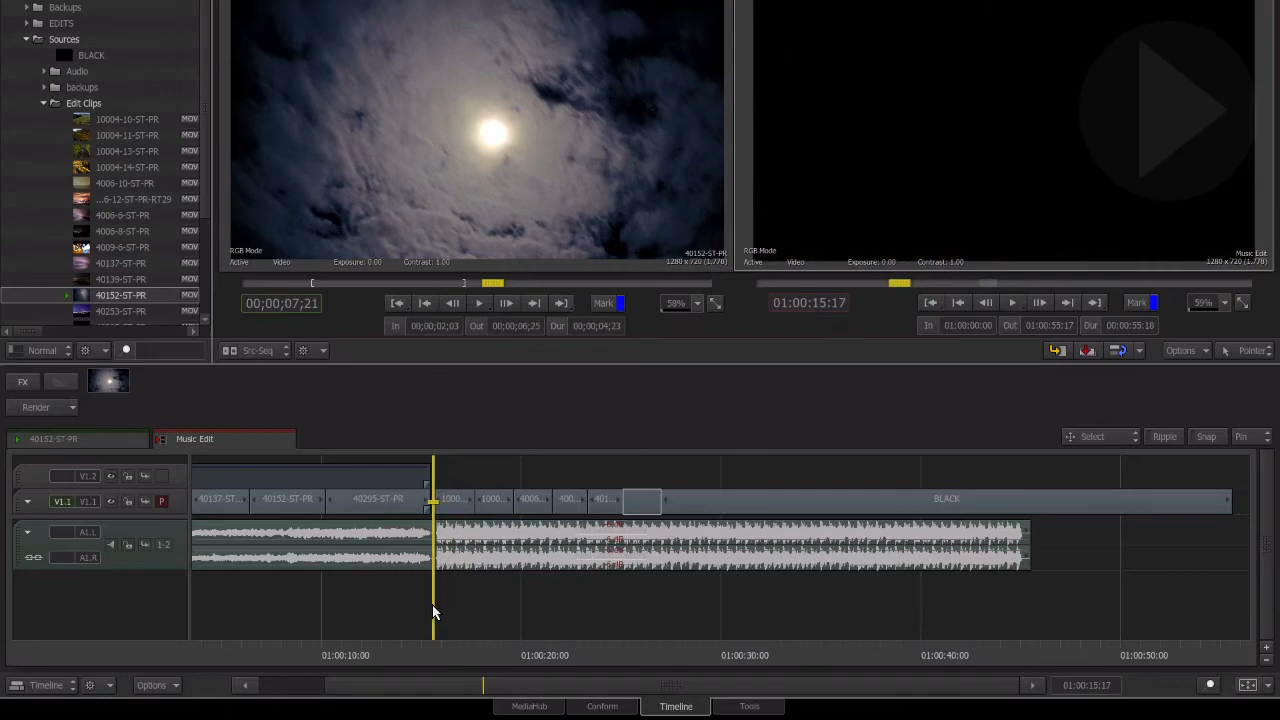 Backups
EDITS
Sources
BLACK
Audio
backups
Edit Clips
10004-10-ST-PR MOV
10004-11-ST-PR MOV
10004-13-ST-PR MOV
10004-14-ST-PR MOV
4006-10-ST-PR MOV
...6-12-ST-PR-RT29 MOV
4006-6-ST-PR MOV
4006-8-ST-PR MOV
4009-6-ST-PR MOV
40137-ST-PR MOV
40139-ST-PR MOV
40152-ST-PR MOV
40253-ST-PR MOV
Normal
RGB Mode
Active Video Exposure: 0.00 Contrast: 1.00
40152-ST-PR
1280 x 720 (1.778)
00;00;07;21
Mark
58%
In 00;00;02;03 Out 00;00;06;25 Dur 00;00;04;23
Src-Seq
RGB Mode
Active Video Exposure: 0.00 Contrast: 1.00
Music Edit
1280 x 720 (1.778)
01:00:15:17
Mark
59%
In 01:00:00:00 Out 01:00:55:17 Dur 00:00:55:18
Options
Pointer
FX
Render
40152-ST-PR
Music Edit
Select
Ripple
Snap
Pin
V1.2
V1.1 V1.1 P
40137-ST... 40152-ST-PR 40295-ST-PR 1000... 1000... 4006... 400... 401... BLACK
A1.L
1-2
A1.R
01:00:10:00 01:00:20:00 01:00:30:00 01:00:40:00 01:00:50:00
Timeline
Options
01:00:15:17
MediaHub Conform Timeline Tools